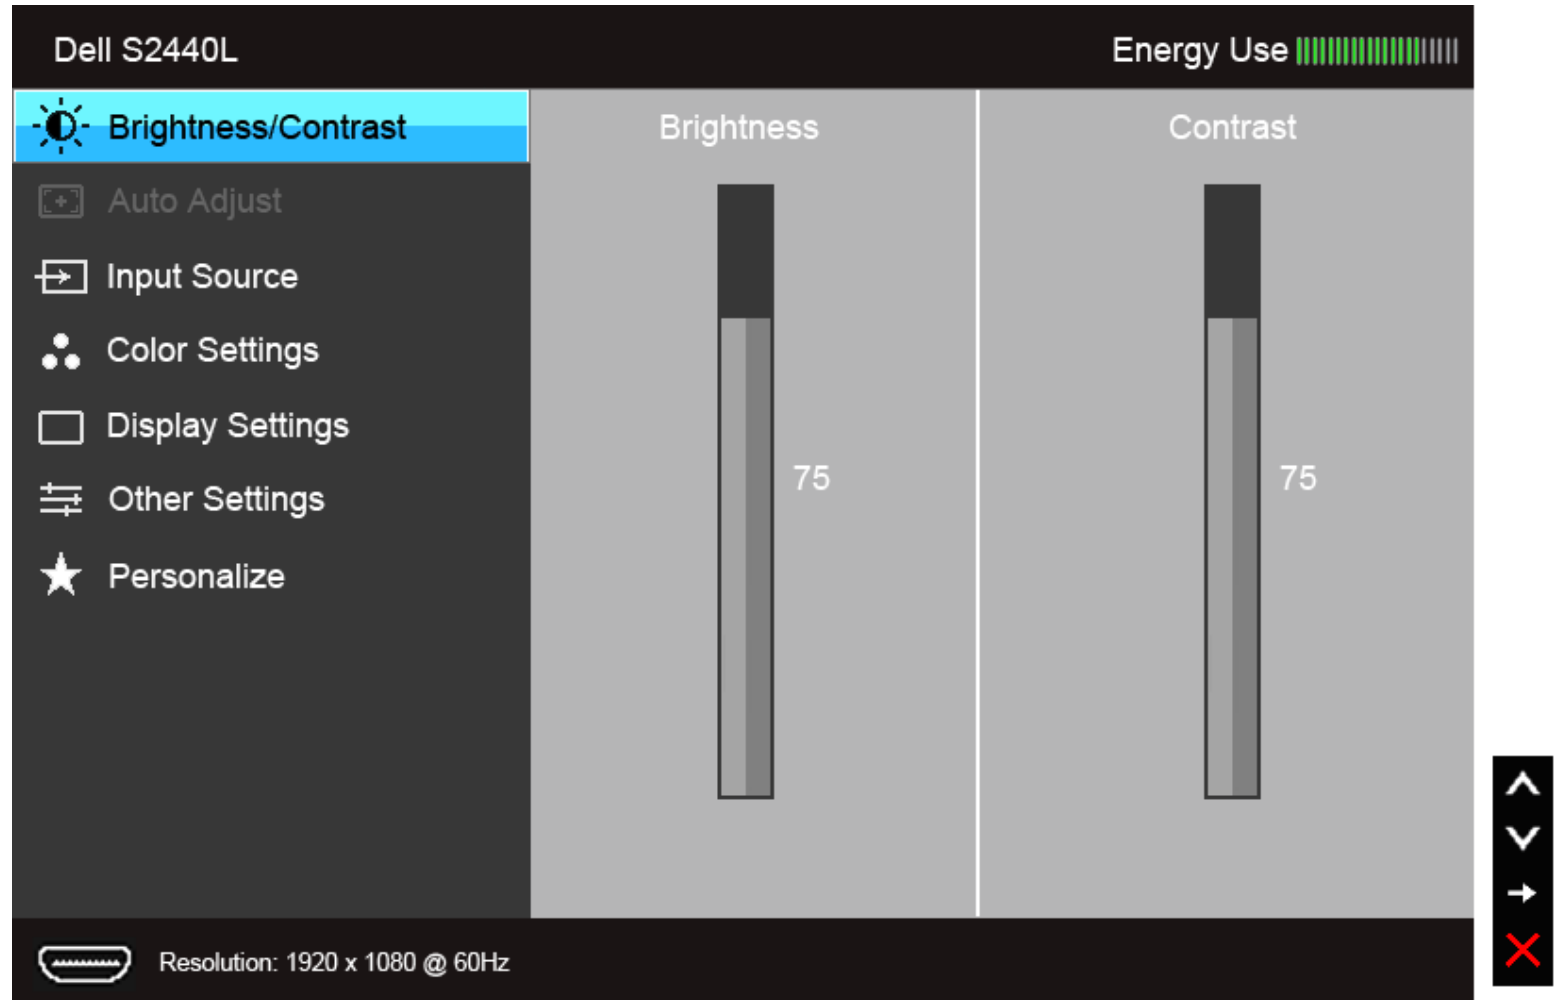 Dell S2440L
Energy Use
Brightness/Contrast
Auto Adjust
Input Source
Color Settings
Display Settings
Other Settings
Personalize
Brightness
75
Contrast
75
Resolution: 1920 x 1080 @ 60Hz